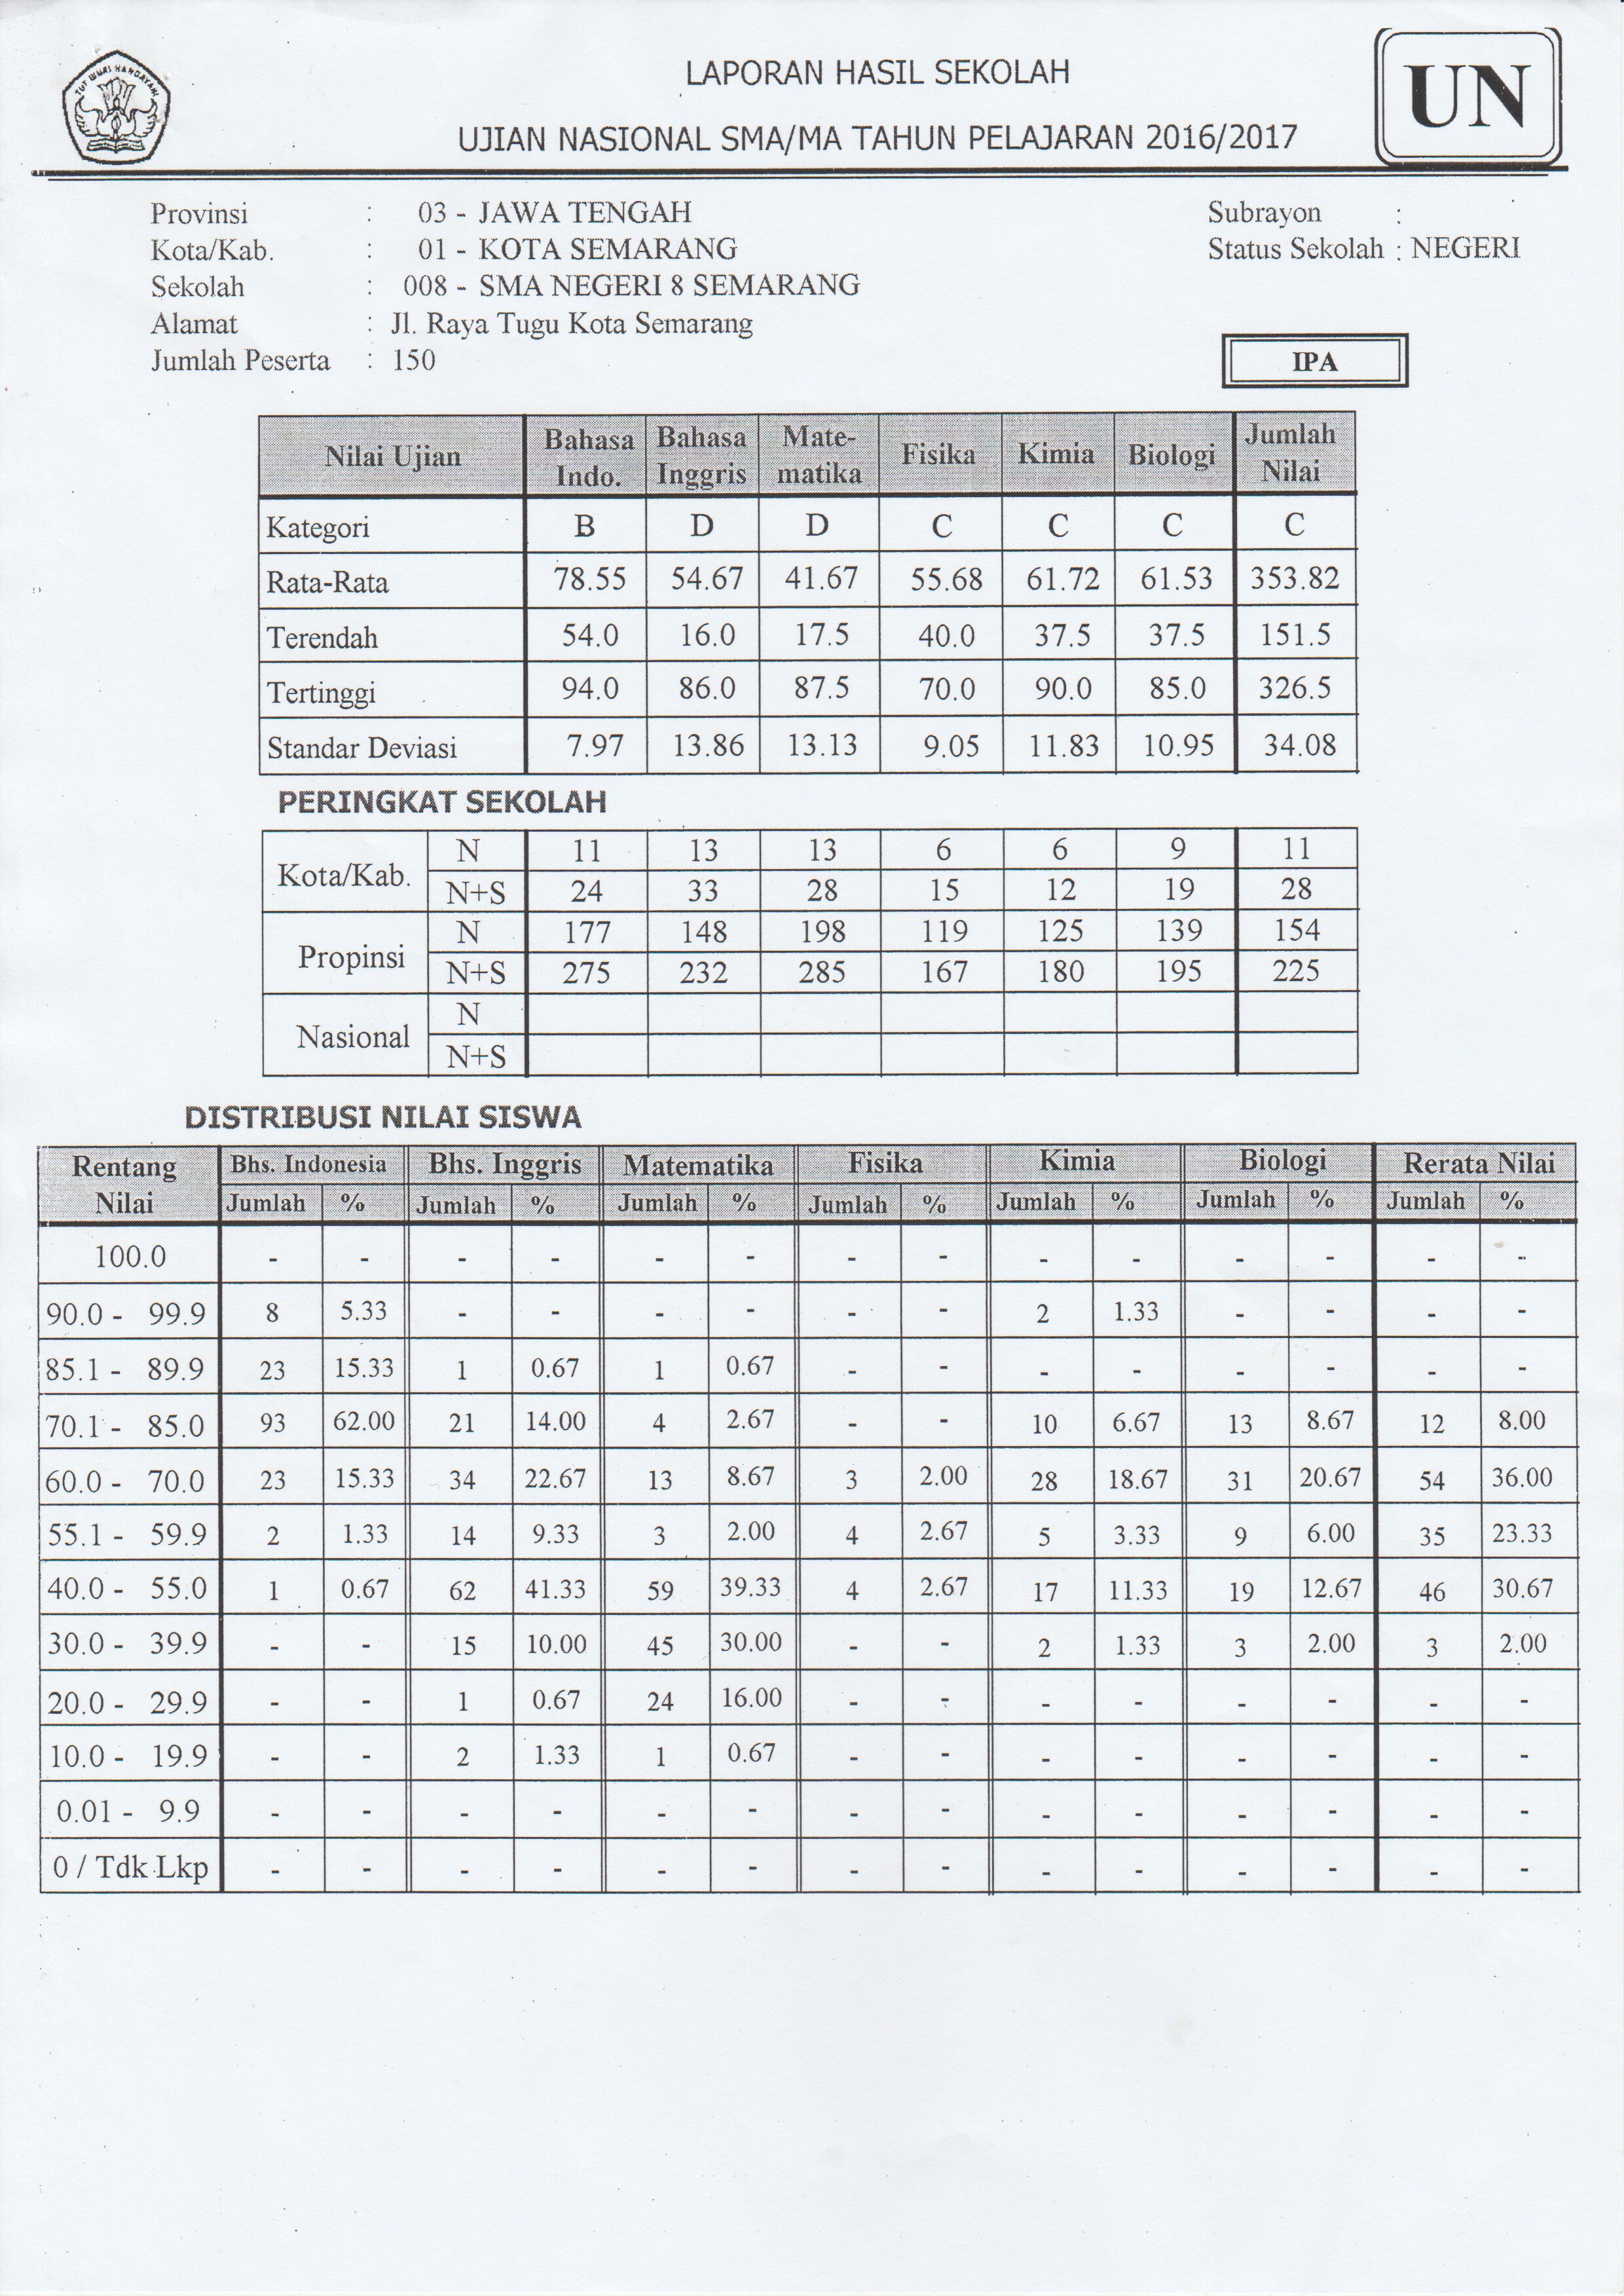 TUT WURI HANDAYANI
LAPORAN HASIL SEKOLAH
UJIAN NASIONAL SMA/MA TAHUN PELAJARAN 2016/2017
UN
Provinsi : 03 - JAWA TENGAH Subrayon :
Kota/Kab. : 01 - KOTA SEMARANG Status Sekolah : NEGERI
Sekolah : 008 - SMA NEGERI 8 SEMARANG
Alamat : Jl. Raya Tugu Kota Semarang
Jumlah Peserta : 150
IPA
Nilai Ujian Bahasa Indo. Bahasa Inggris Mate-matika Fisika Kimia Biologi Jumlah Nilai
Kategori B D D C C C C
Rata-Rata 78.55 54.67 41.67 55.68 61.72 61.53 353.82
Terendah 54.0 16.0 17.5 40.0 37.5 37.5 151.5
Tertinggi 94.0 86.0 87.5 70.0 90.0 85.0 326.5
Standar Deviasi 7.97 13.86 13.13 9.05 11.83 10.95 34.08
PERINGKAT SEKOLAH
Kota/Kab. N 11 13 13 6 6 9 11
N+S 24 33 28 15 12 19 28
Propinsi N 177 148 198 119 125 139 154
N+S 275 232 285 167 180 195 225
Nasional N
N+S
DISTRIBUSI NILAI SISWA
Rentang Nilai Bhs. Indonesia Bhs. Inggris Matematika Fisika Kimia Biologi Rerata Nilai
Jumlah % Jumlah % Jumlah % Jumlah % Jumlah % Jumlah % Jumlah %
100.0 - - - - - - - - - - - - - -
90.0 - 99.9 8 5.33 - - - - - - 2 1.33 - - - -
85.1 - 89.9 23 15.33 1 0.67 1 0.67 - - - - - - - -
70.1 - 85.0 93 62.00 21 14.00 4 2.67 - - 10 6.67 13 8.67 12 8.00
60.0 - 70.0 23 15.33 34 22.67 13 8.67 3 2.00 28 18.67 31 20.67 54 36.00
55.1 - 59.9 2 1.33 14 9.33 3 2.00 4 2.67 5 3.33 9 6.00 35 23.33
40.0 - 55.0 1 0.67 62 41.33 59 39.33 4 2.67 17 11.33 19 12.67 46 30.67
30.0 - 39.9 - - 15 10.00 45 30.00 - - 2 1.33 3 2.00 3 2.00
20.0 - 29.9 - - 1 0.67 24 16.00 - - - - - - - -
10.0 - 19.9 - - 2 1.33 1 0.67 - - - - - - - -
0.01 - 9.9 - - - - - - - - - - - - - -
0 / Tdk Lkp - - - - - - - - - - - - - -